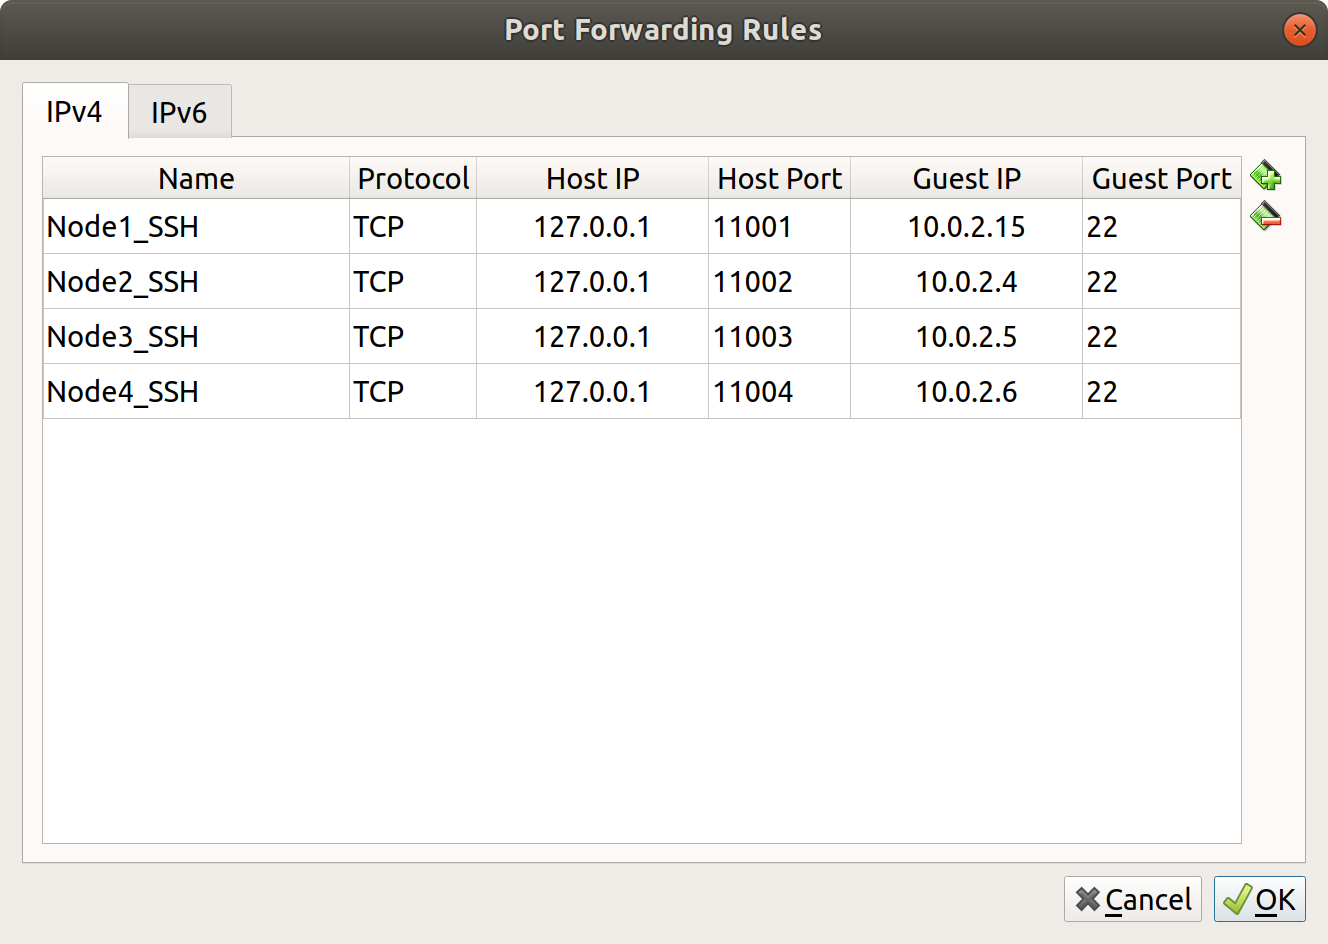 Port Forwarding Rules
IPv4 IPv6
Name Protocol Host IP Host Port Guest IP Guest Port
Node1_SSH TCP 127.0.0.1 11001 10.0.2.15 22
Node2_SSH TCP 127.0.0.1 11002 10.0.2.4 22
Node3_SSH TCP 127.0.0.1 11003 10.0.2.5 22
Node4_SSH TCP 127.0.0.1 11004 10.0.2.6 22
Cancel OK